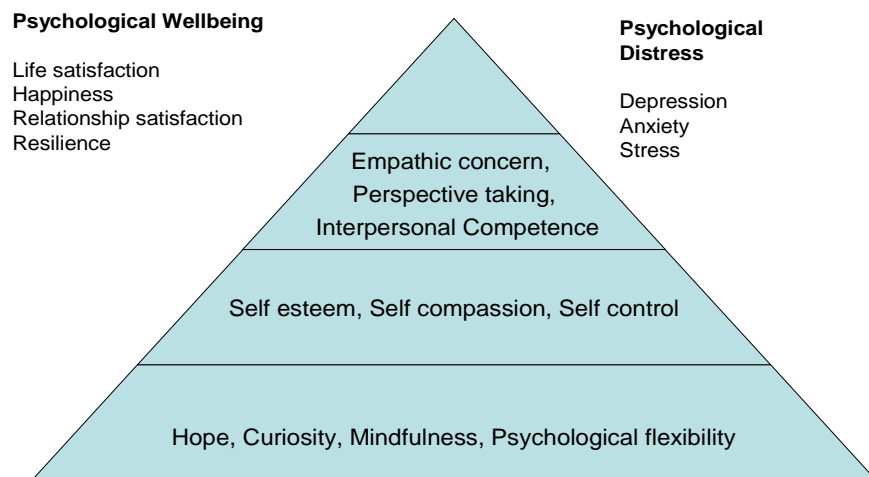 Psychological Wellbeing
Life satisfaction
Happiness
Relationship satisfaction
Resilience
Psychological
Distress
Depression
Anxiety
Stress
Empathic concern,
Perspective taking,
Interpersonal Competence
Self esteem, Self compassion, Self control
Hope, Curiosity, Mindfulness, Psychological flexibility